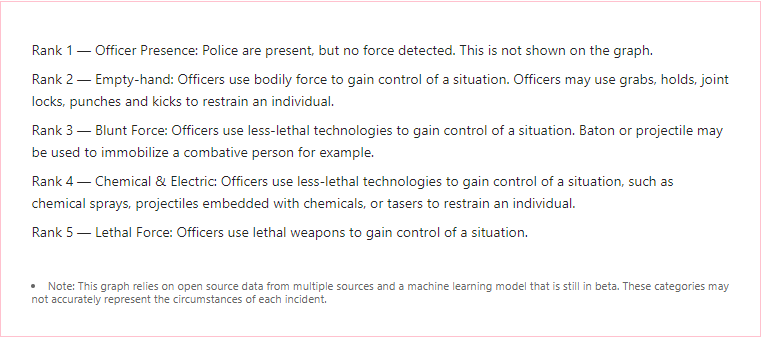 Rank 1 — Officer Presence: Police are present, but no force detected. This is not shown on the graph.
Rank 2 — Empty-hand: Officers use bodily force to gain control of a situation. Officers may use grabs, holds, joint
locks, punches and kicks to restrain an individual.
Rank 3 — Blunt Force: Officers use less-lethal technologies to gain control of a situation. Baton or projectile may
be used to immobilize a combative person for example.
Rank 4 — Chemical & Electric: Officers use less-lethal technologies to gain control of a situation, such as
chemical sprays, projectiles embedded with chemicals, or tasers to restrain an individual.
Rank 5 — Lethal Force: Officers use lethal weapons to gain control of a situation.
• Note: This graph relies on open source data from multiple sources and a machine learning model that is still in beta. These categories may
not accurately represent the circumstances of each incident.